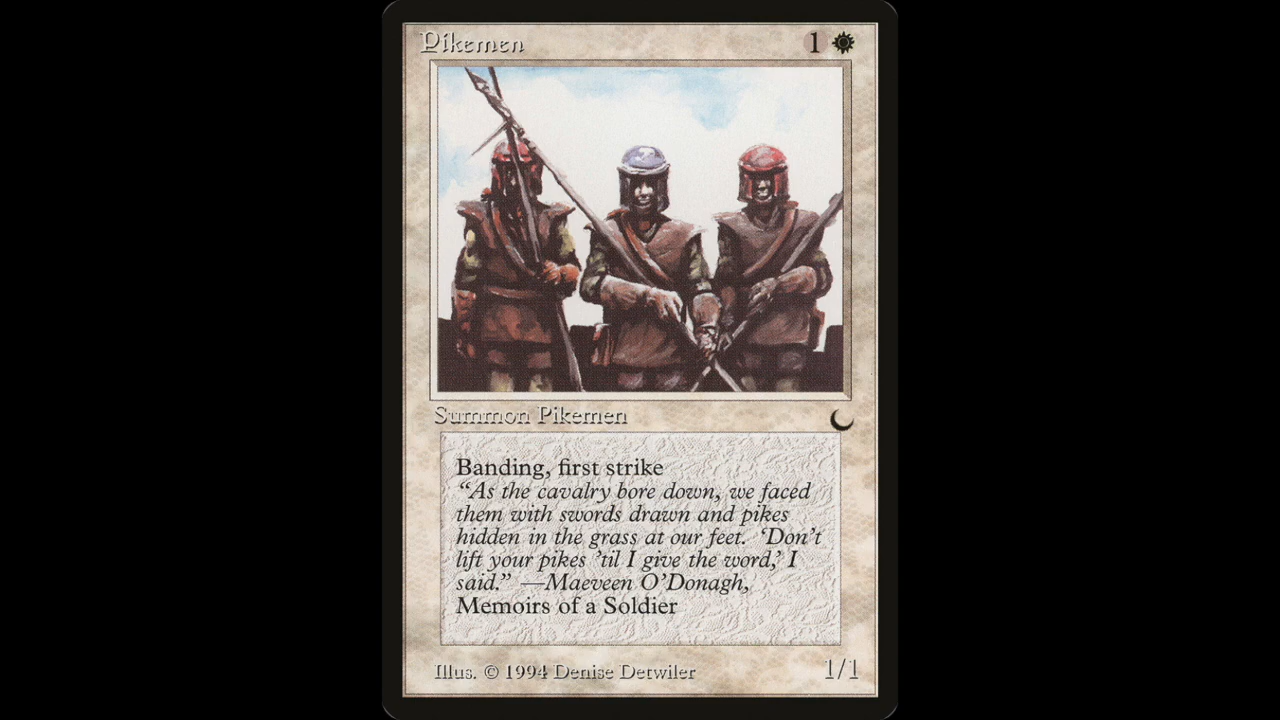 Pikemen 1
Summon Pikemen
Banding, first strike
“As the cavalry bore down, we faced
them with swords drawn and pikes
hidden in the grass at our feet. ‘Don’t
lift your pikes ’til I give the word,’ I
said.” —Maeveen O’Donagh,
Memoirs of a Soldier
Illus. © 1994 Denise Detwiler 1/1